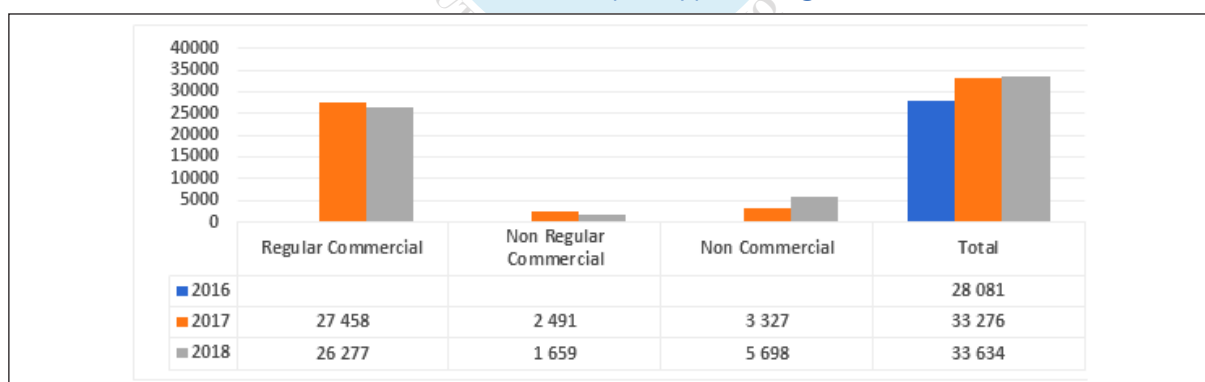 40000
35000
30000
25000
20000
15000
10000
5000
0
Regular Commercial
Non Regular
Commercial
Non Commercial
Total
2016 28 081
2017 27 458 2 491 3 327 33 276
2018 26 277 1 659 5 698 33 634